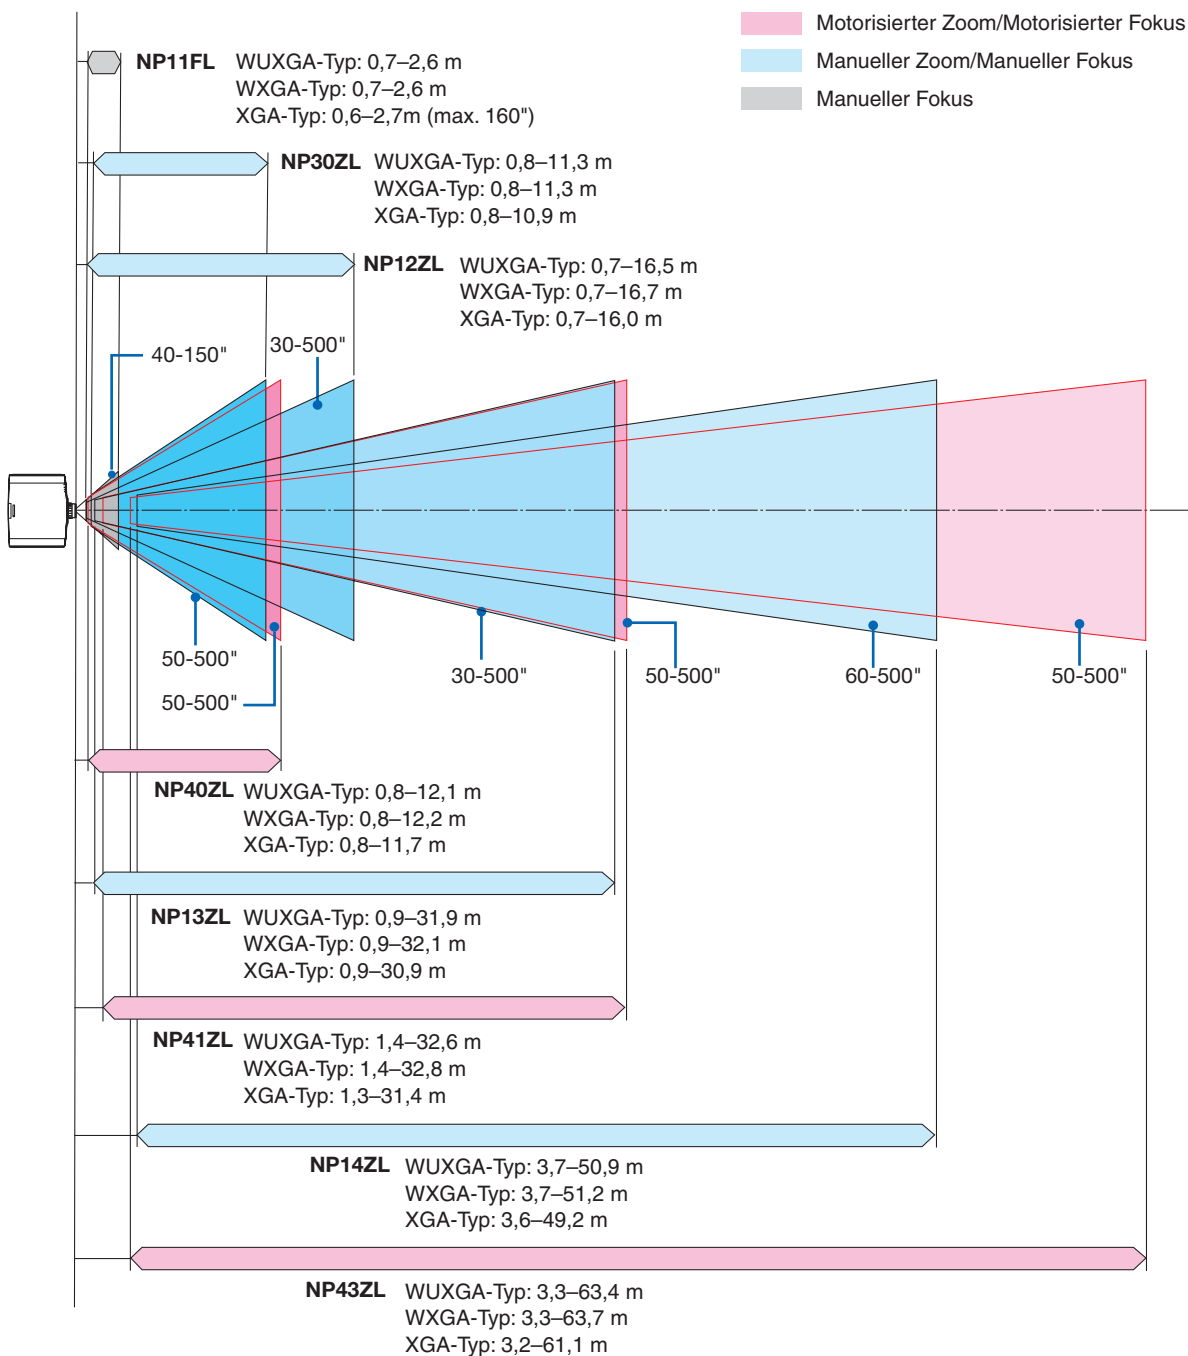 Motorisierter Zoom/Motorisierter Fokus
Manueller Zoom/Manueller Fokus
Manueller Fokus
NP11FL WUXGA-Typ: 0,7–2,6 m
WXGA-Typ: 0,7–2,6 m
XGA-Typ: 0,6–2,7m (max. 160")
NP30ZL WUXGA-Typ: 0,8–11,3 m
WXGA-Typ: 0,8–11,3 m
XGA-Typ: 0,8–10,9 m
NP12ZL WUXGA-Typ: 0,7–16,5 m
WXGA-Typ: 0,7–16,7 m
XGA-Typ: 0,7–16,0 m
40-150"
30-500"
50-500"
50-500"
30-500"
50-500"
60-500"
50-500"
NP40ZL WUXGA-Typ: 0,8–12,1 m
WXGA-Typ: 0,8–12,2 m
XGA-Typ: 0,8–11,7 m
NP13ZL WUXGA-Typ: 0,9–31,9 m
WXGA-Typ: 0,9–32,1 m
XGA-Typ: 0,9–30,9 m
NP41ZL WUXGA-Typ: 1,4–32,6 m
WXGA-Typ: 1,4–32,8 m
XGA-Typ: 1,3–31,4 m
NP14ZL WUXGA-Typ: 3,7–50,9 m
WXGA-Typ: 3,7–51,2 m
XGA-Typ: 3,6–49,2 m
NP43ZL WUXGA-Typ: 3,3–63,4 m
WXGA-Typ: 3,3–63,7 m
XGA-Typ: 3,2–61,1 m